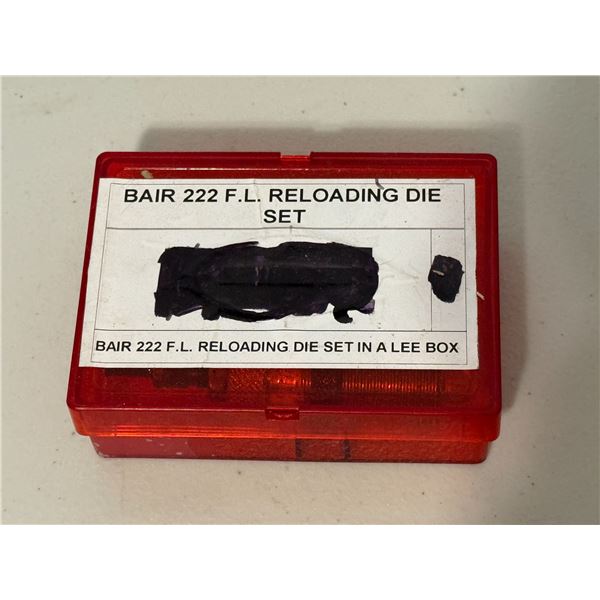 BAIR 222 F.L. RELOADING DIE
SET
BAIR 222 F.L. RELOADING DIE SET IN A LEE BOX